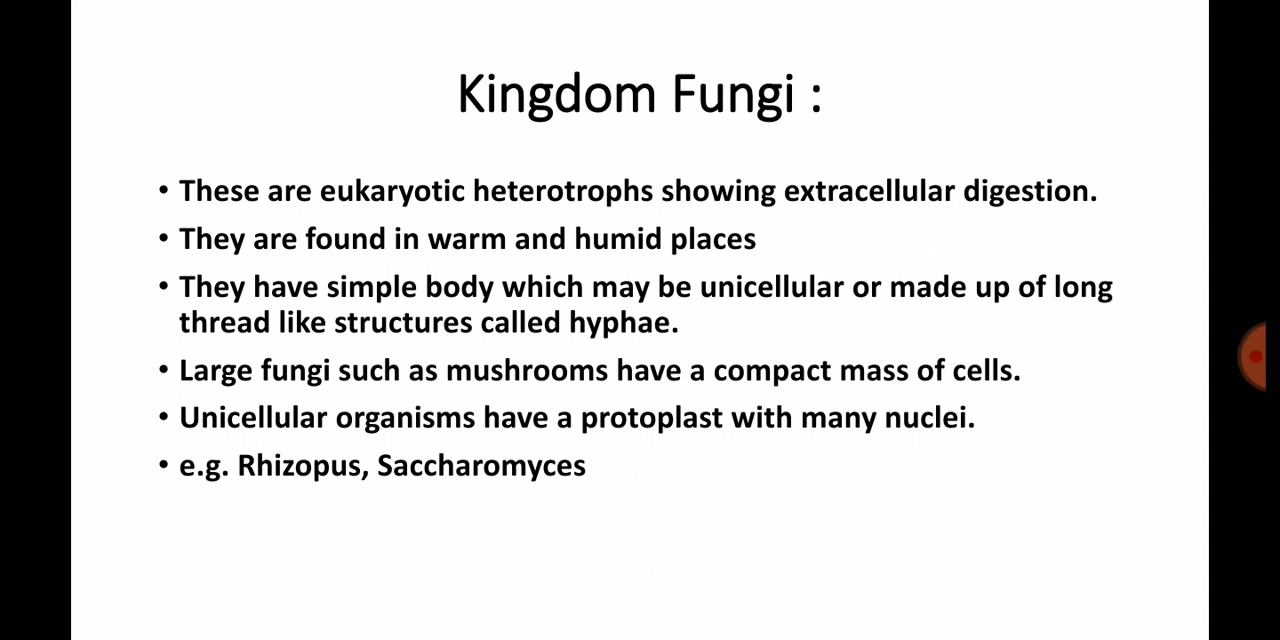 Kingdom Fungi :
• These are eukaryotic heterotrophs showing extracellular digestion.
• They are found in warm and humid places
• They have simple body which may be unicellular or made up of long
thread like structures called hyphae.
• Large fungi such as mushrooms have a compact mass of cells.
• Unicellular organisms have a protoplast with many nuclei.
• e.g. Rhizopus, Saccharomyces